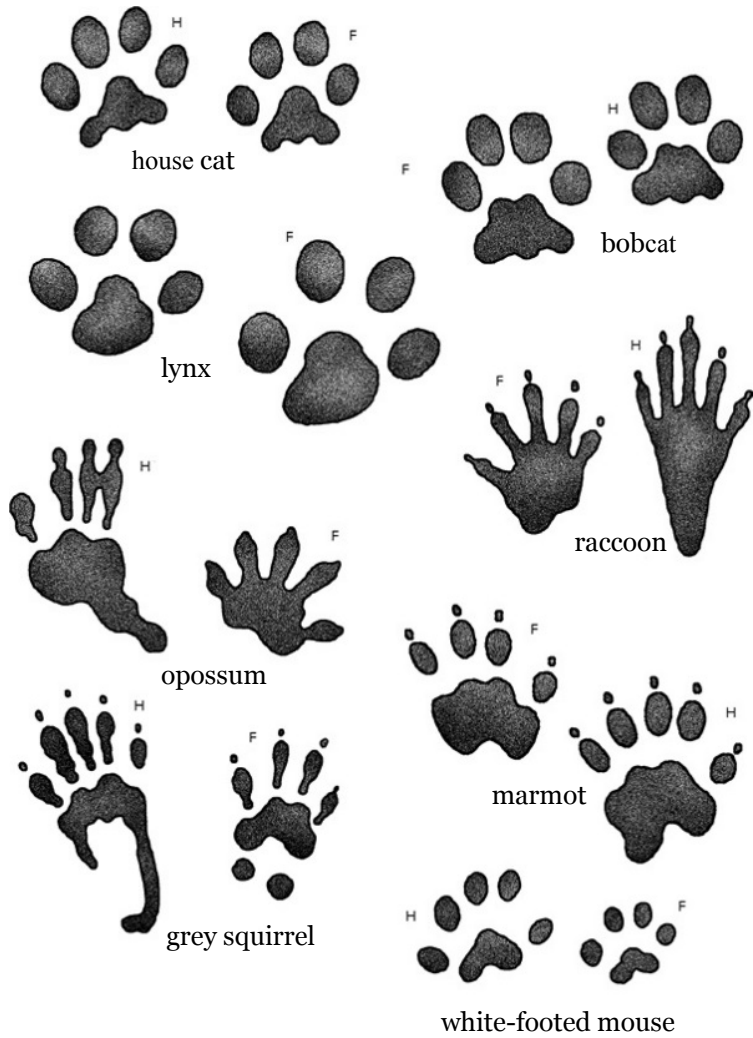 H
F
house cat
H
F
bobcat
F
lynx
H
F
raccoon
H
F
opossum
F
H
marmot
H
F
grey squirrel
H
F
white-footed mouse